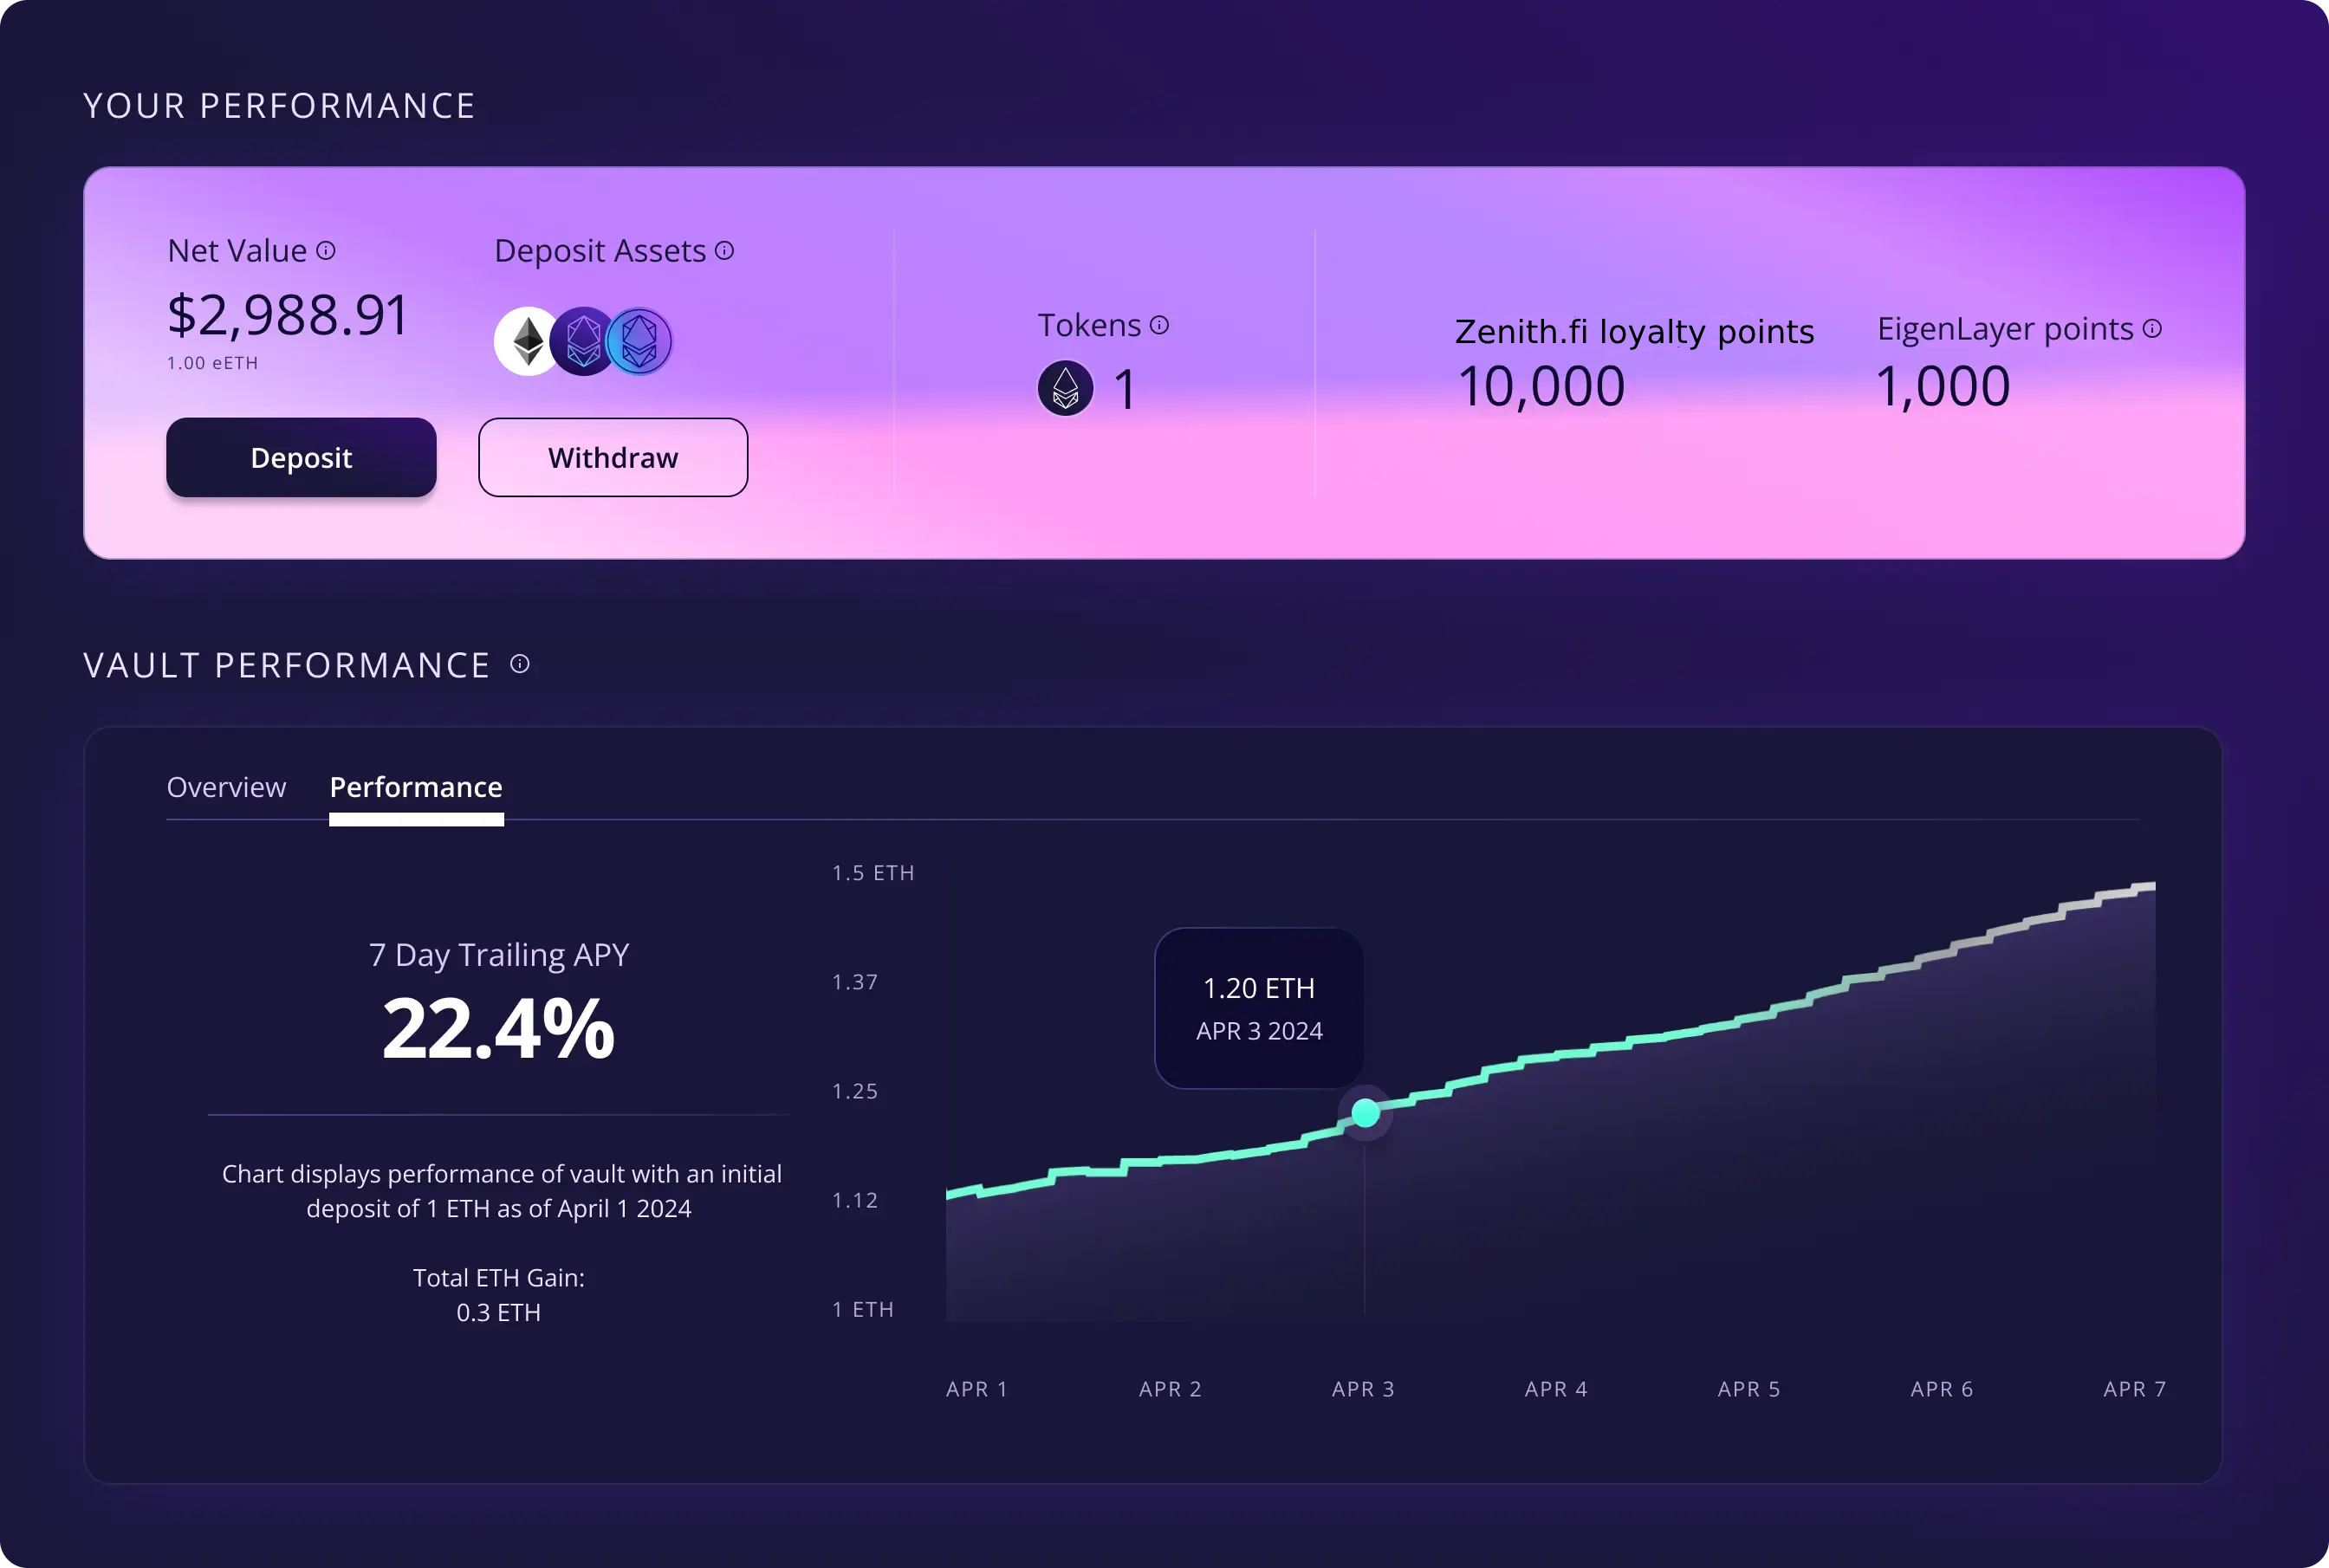 YOUR PERFORMANCE
Net Value
$2,988.91
1.00 eETH
Deposit Assets
Deposit
Withdraw
Tokens
1
Zenith.fi loyalty points
10,000
EigenLayer points
1,000
VAULT PERFORMANCE
Overview
Performance
7 Day Trailing APY
22.4%
Chart displays performance of vault with an initial
deposit of 1 ETH as of April 1 2024
Total ETH Gain:
0.3 ETH
1.5 ETH
1.37
1.25
1.12
1 ETH
1.20 ETH
APR 3 2024
APR 1
APR 2
APR 3
APR 4
APR 5
APR 6
APR 7